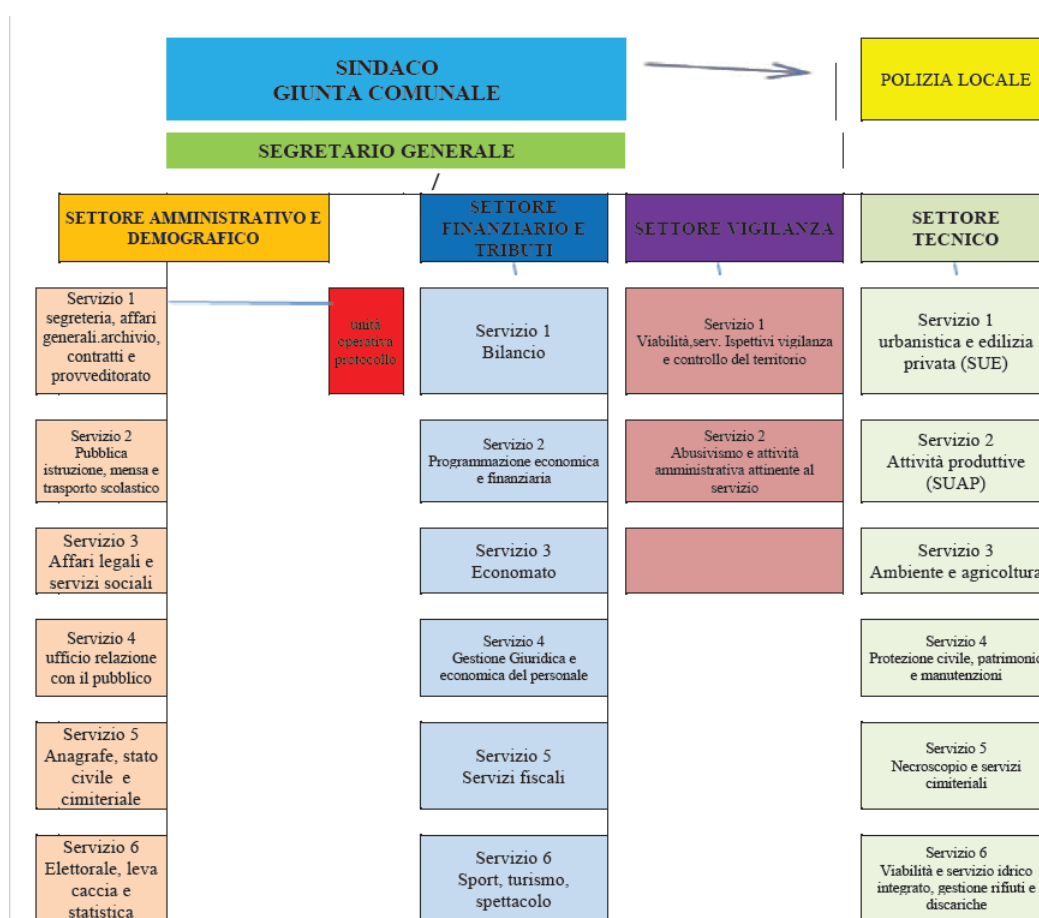 SINDACO
GIUNTA COMUNALE
POLIZIA LOCALE
SEGRETARIO GENERALE
SETTORE AMMINISTRATIVO E
DEMOGRAFICO
SETTORE
FINANZIARIO E
TRIBUTI
SETTORE VIGILANZA
SETTORE
TECNICO
Servizio 1
segreteria, affari
generali.archivio,
contratti e
provveditorato
unità
operativa
protocollo
Servizio 1
Bilancio
Servizio 1
Viabilità,serv. Ispettivi vigilanza
e controllo del territorio
Servizio 1
urbanistica e edilizia
privata (SUE)
Servizio 2
Pubblica
istruzione, mensa e
trasporto scolastico
Servizio 2
Programmazione economica
e finanziaria
Servizio 2
Abusivismo e attività
amministrativa attinente al
servizio
Servizio 2
Attività produttive
(SUAP)
Servizio 3
Affari legali e
servizi sociali
Servizio 3
Economato
Servizio 3
Ambiente e agricoltura
Servizio 4
ufficio relazione
con il pubblico
Servizio 4
Gestione Giuridica e
economica del personale
Servizio 4
Protezione civile, patrimonio
e manutenzioni
Servizio 5
Anagrafe, stato
civile e
cimiteriale
Servizio 5
Servizi fiscali
Servizio 5
Necroscopio e servizi
cimiteriali
Servizio 6
Elettorale, leva
caccia e
statistica
Servizio 6
Sport, turismo,
spettacolo
Servizio 6
Viabilità e servizio idrico
integrato, gestione rifiuti e
discariche